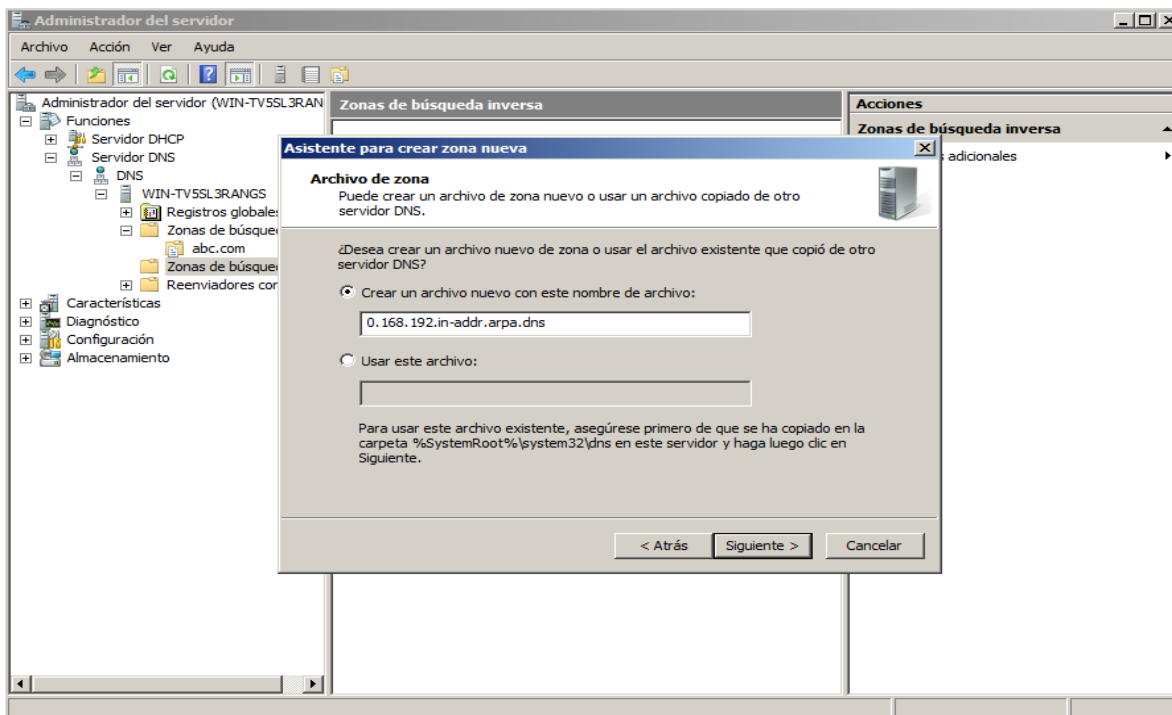 Administrador del servidor
Archivo Acción Ver Ayuda
Administrador del servidor (WIN-TV5SL3RAN
Funciones
Servidor DHCP
Servidor DNS
DNS
WIN-TV5SL3RANGS
Registros globale
Zonas de búsque
abc.com
Zonas de búsque
Reenviadores cor
Características
Diagnóstico
Configuración
Almacenamiento
Zonas de búsqueda inversa
Asistente para crear zona nueva
Archivo de zona
Puede crear un archivo de zona nuevo o usar un archivo copiado de otro
servidor DNS.
¿Desea crear un archivo nuevo de zona o usar el archivo existente que copió de otro
servidor DNS?
Crear un archivo nuevo con este nombre de archivo:
0.168.192.in-addr.arpa.dns
Usar este archivo:
Para usar este archivo existente, asegúrese primero de que se ha copiado en la
carpeta %SystemRoot%\system32\dns en este servidor y haga luego clic en
Siguiente.
< Atrás Siguiente > Cancelar
Acciones
Zonas de búsqueda inversa
s adicionales